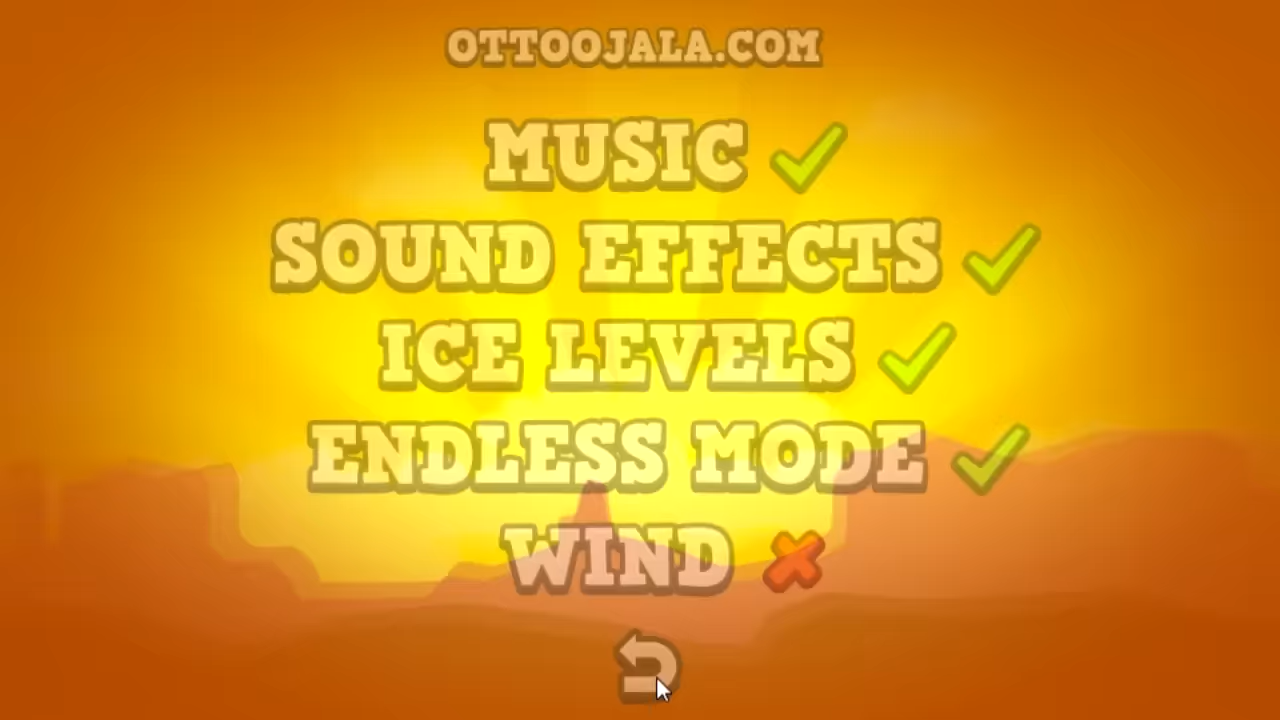 OTTOOJALA.COM
MUSIC
SOUND EFFECTS
ICE LEVELS
ENDLESS MODE
WIND